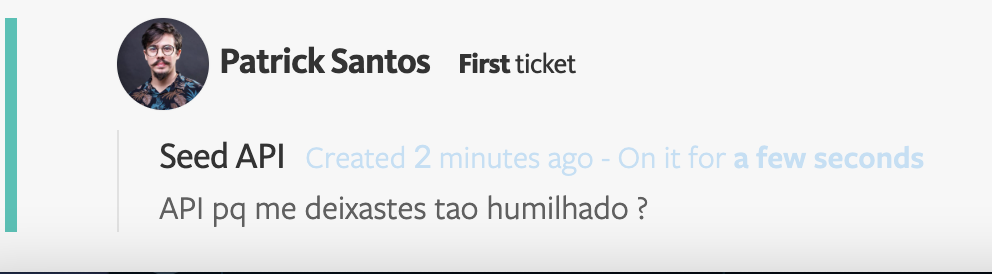 Patrick Santos First ticket
Seed API Created 2 minutes ago - On it for a few seconds
API pq me deixastes tao humilhado ?